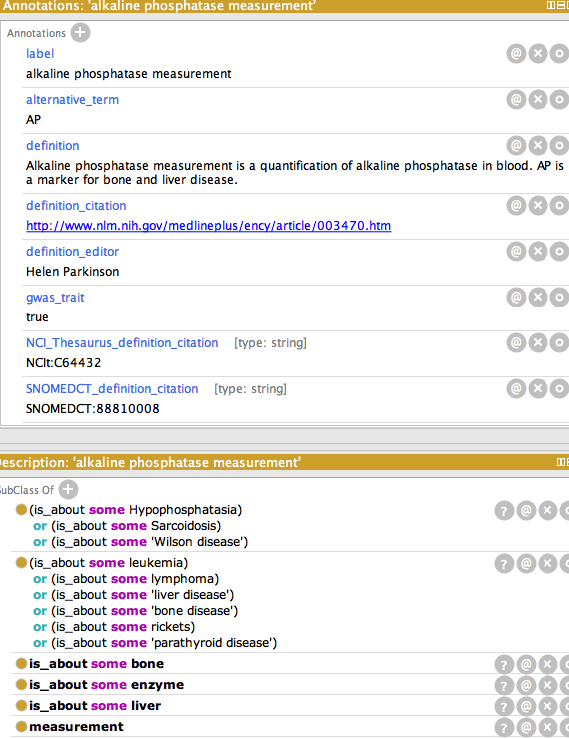 Annotations: 'alkaline phosphatase measurement'
Annotations
label
alkaline phosphatase measurement
alternative_term
AP
definition
Alkaline phosphatase measurement is a quantification of alkaline phosphatase in blood. AP is
a marker for bone and liver disease.
definition_citation
http://www.nlm.nih.gov/medlineplus/ency/article/003470.htm
definition_editor
Helen Parkinson
gwas_trait
true
NCI_Thesaurus_definition_citation [type: string]
NCIt:C64432
SNOMEDCT_definition_citation [type: string]
SNOMEDCT:88810008
Description: 'alkaline phosphatase measurement'
SubClass Of
(is_about some Hypophosphatasia)
or (is_about some Sarcoidosis)
or (is_about some 'Wilson disease')
(is_about some leukemia)
or (is_about some lymphoma)
or (is_about some 'liver disease')
or (is_about some 'bone disease')
or (is_about some rickets)
or (is_about some 'parathyroid disease')
is_about some bone
is_about some enzyme
is_about some liver
measurement